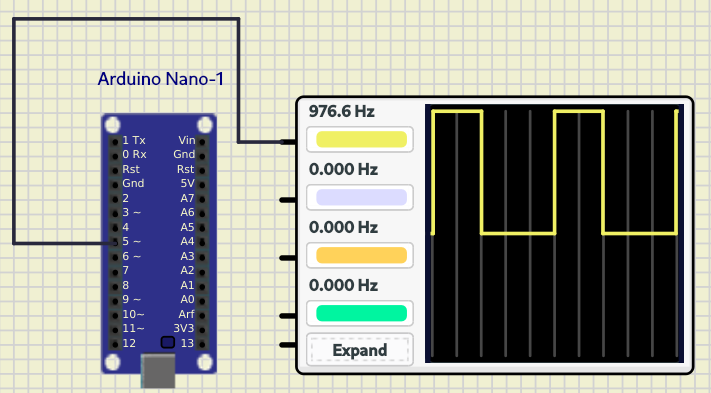 Arduino Nano-1
1 Tx Vin
0 Rx Gnd
Rst Rst
Gnd 5V
2 A7
3 ~ A6
4 A5
5 ~ A4
6 ~ A3
7 A2
8 A1
9 ~ A0
10~ Arf
11~ 3V3
12 13
976.6 Hz
0.000 Hz
0.000 Hz
0.000 Hz
Expand